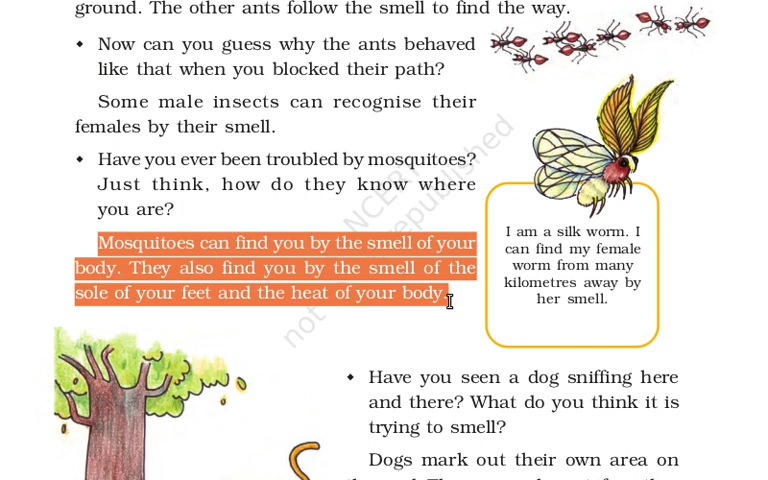 ground. The other ants follow the smell to find the way.
Now can you guess why the ants behaved
like that when you blocked their path?
Some male insects can recognise their
females by their smell.
Have you ever been troubled by mosquitoes?
Just think, how do they know where
you are?
Mosquitoes can find you by the smell of your
body. They also find you by the smell of the
sole of your feet and the heat of your body.
I am a silk worm. I
can find my female
worm from many
kilometres away by
her smell.
Have you seen a dog sniffing here
and there? What do you think it is
trying to smell?
Dogs mark out their own area on